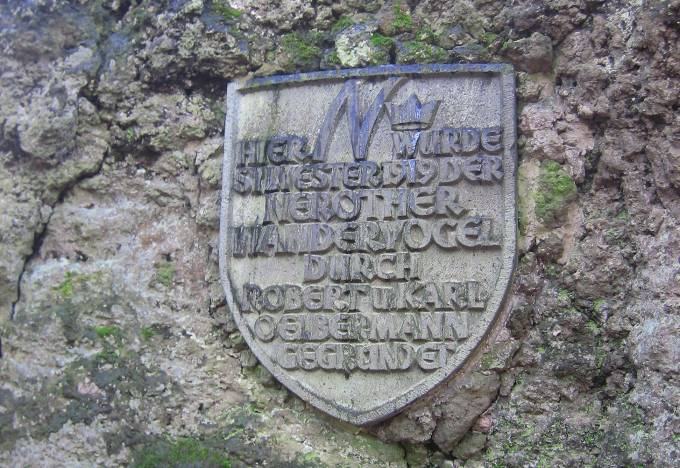 N
HIER WURDE
SILVESTER 1919 DER
NEROTHER
WANDERVOGEL
DURCH
ROBERT U. KARL
OELBERMANN
GEGRÜNDET